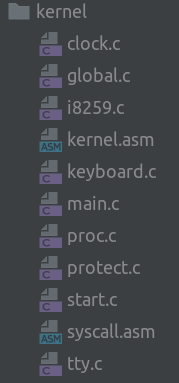 kernel
C clock.c
C global.c
C i8259.c
ASM kernel.asm
C keyboard.c
C main.c
C proc.c
C protect.c
C start.c
ASM syscall.asm
C tty.c